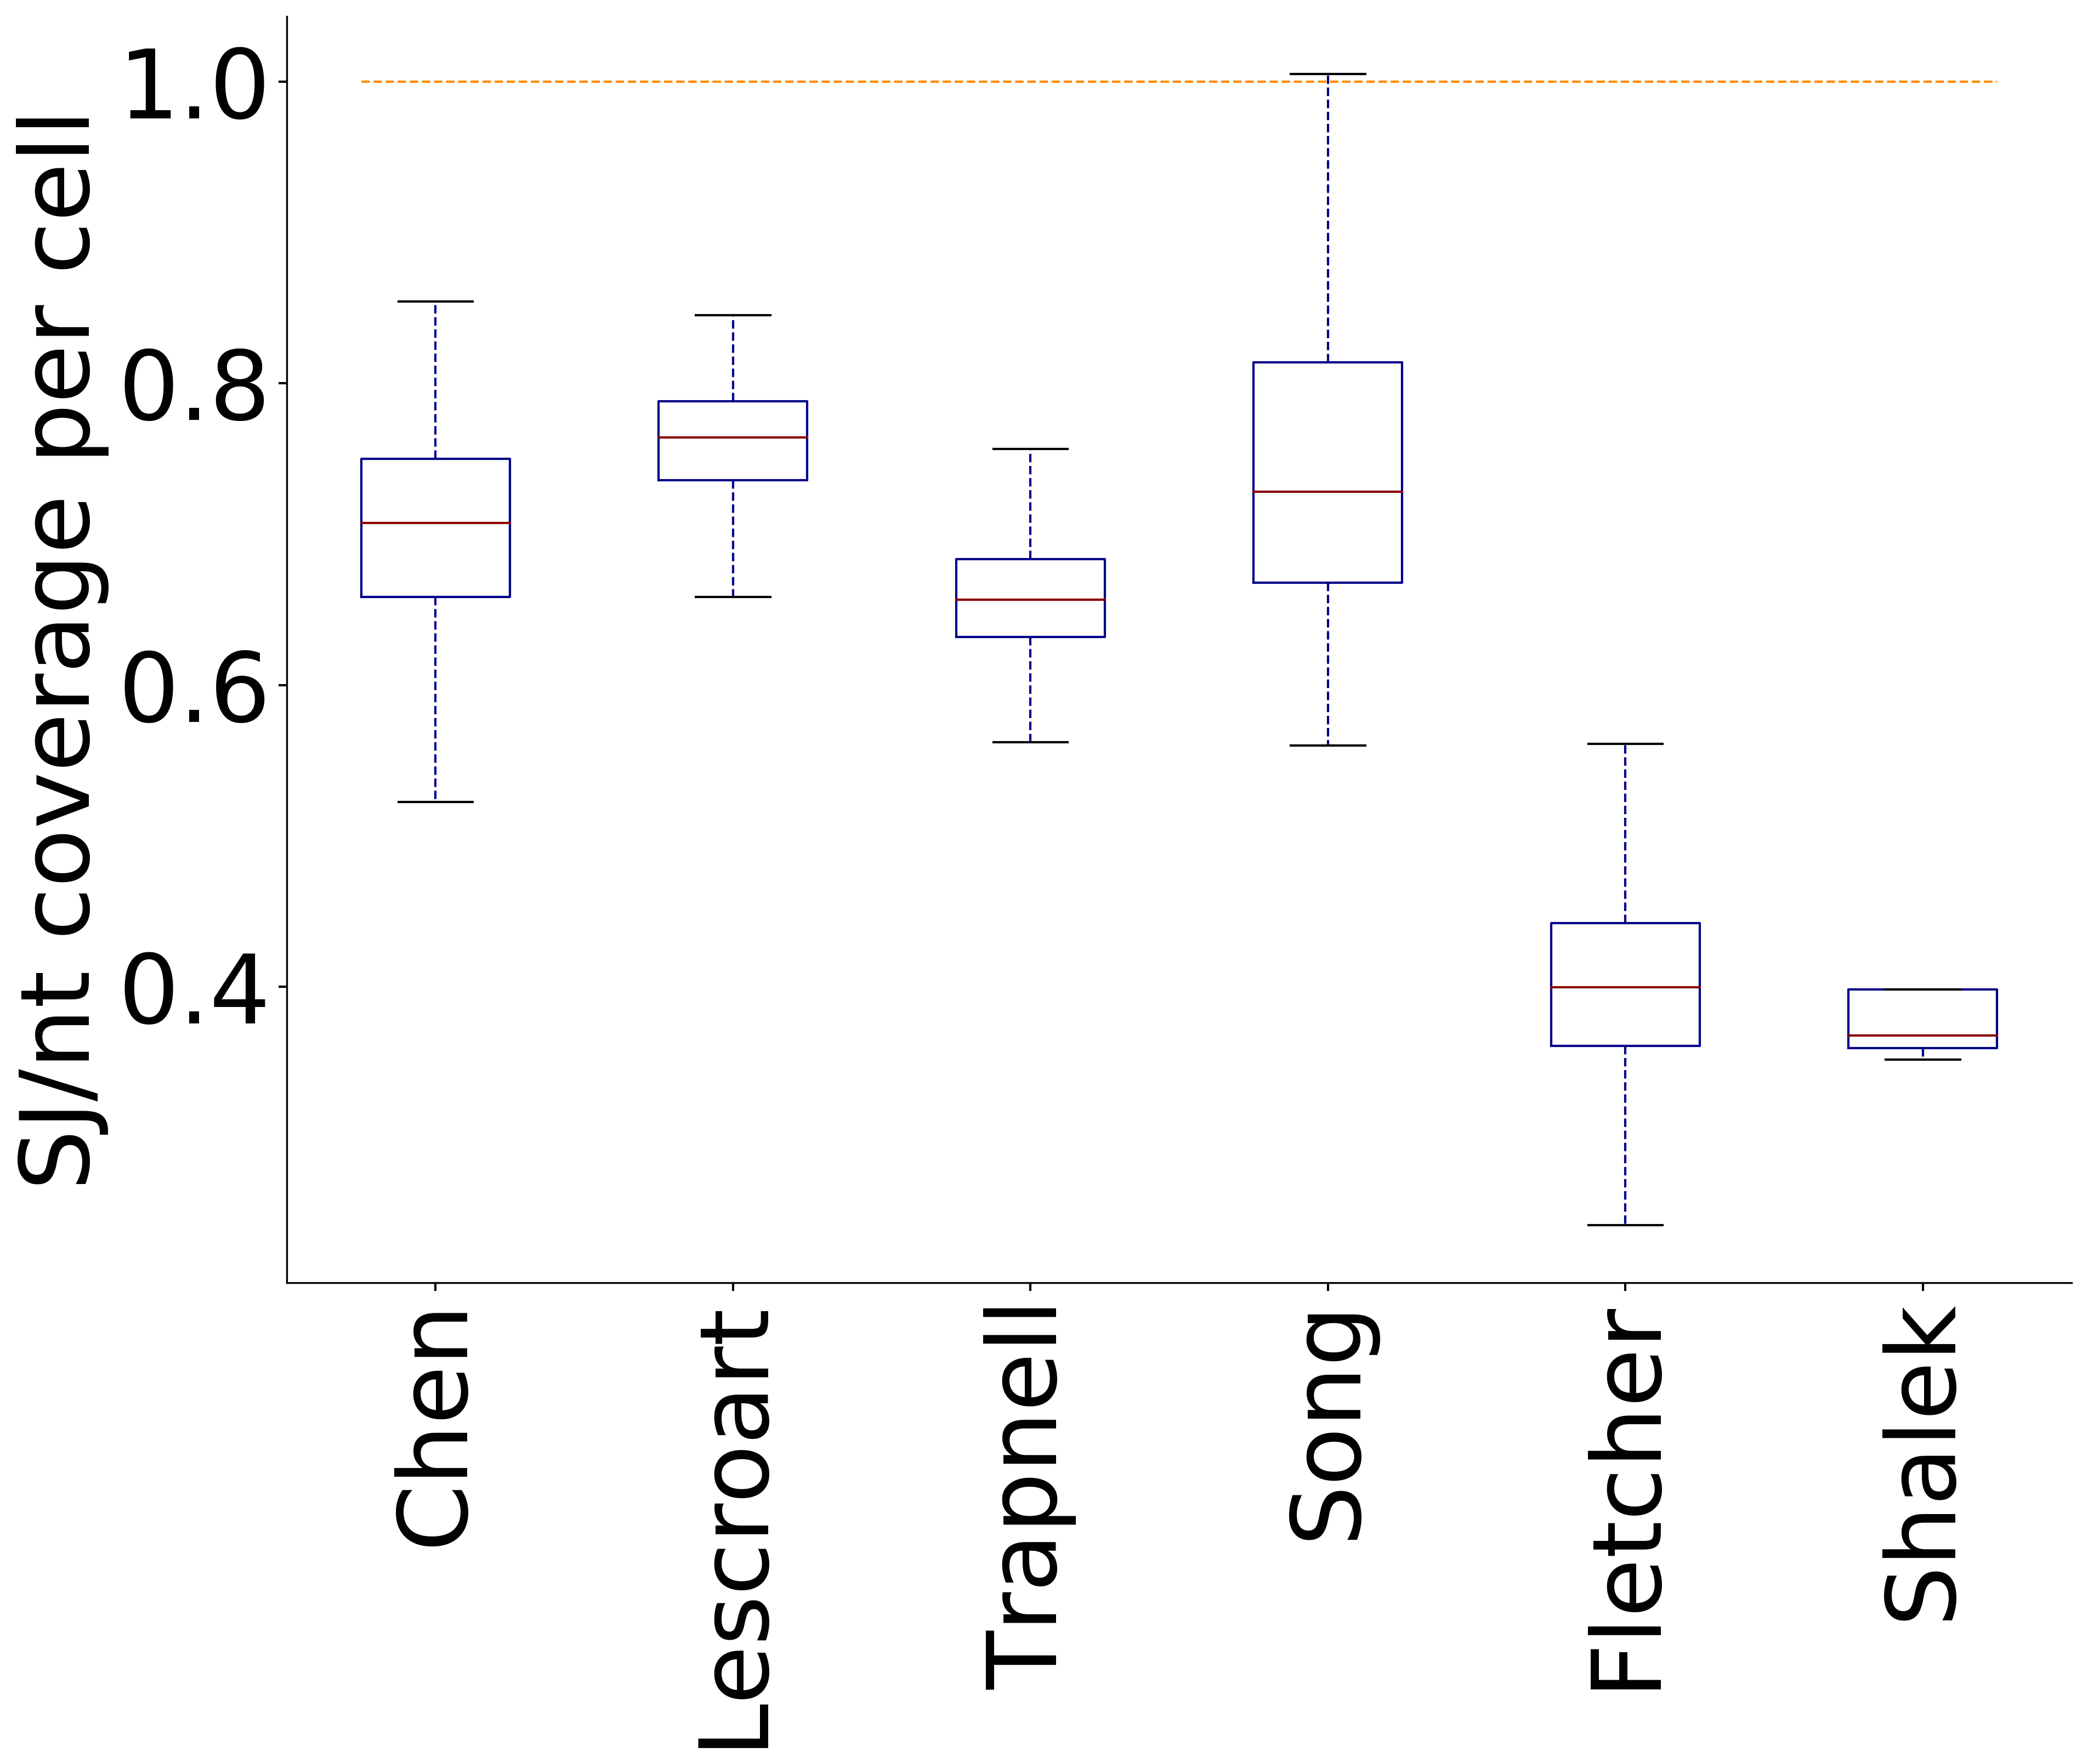 SJ/nt coverage per cell
1.0
0.8
0.6
0.4
Chen
Lescroart
Trapnell
Song
Fletcher
Shalek